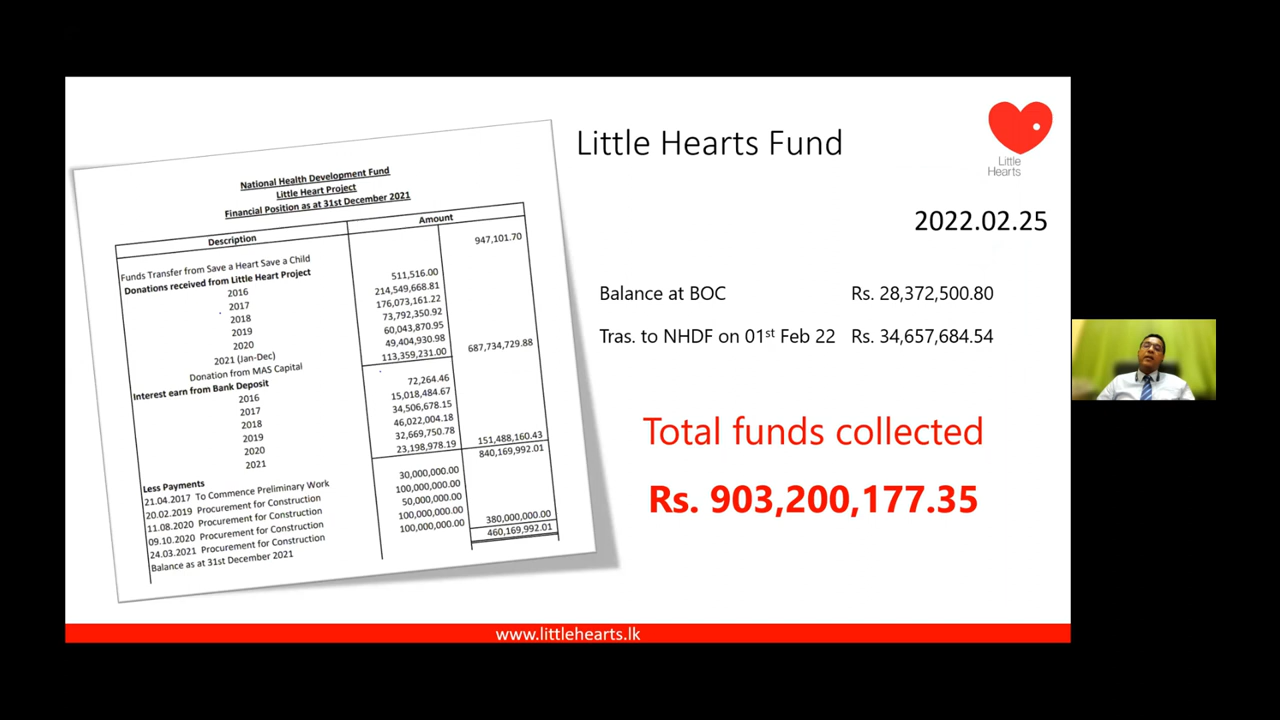 Little Hearts Fund
Little
Hearts
2022.02.25
National Health Development Fund
Little Heart Project
Financial Position as at 31st December 2021
Description Amount
Funds Transfer from Save a Heart Save a Child 947,101.70
Donations received from Little Heart Project
2016 511,516.00
2017 214,549,668.81
2018 176,073,161.22
2019 73,792,350.92
2020 60,043,870.95
2021 (Jan-Dec) 49,404,930.98
Donation from MAS Capital 113,359,231.00 687,734,729.88
Interest earn from Bank Deposit
2016 72,264.46
2017 15,018,484.67
2018 34,506,678.15
2019 46,022,004.18
2020 32,669,750.78
2021 23,198,978.19 151,488,160.43
840,169,992.01
Less Payments
21.04.2017 To Commence Preliminary Work 30,000,000.00
20.02.2019 Procurement for Construction 100,000,000.00
11.08.2020 Procurement for Construction 50,000,000.00
09.10.2020 Procurement for Construction 100,000,000.00
24.03.2021 Procurement for Construction 100,000,000.00 380,000,000.00
Balance as at 31st December 2021 460,169,992.01
Balance at BOC Rs. 28,372,500.80
Tras. to NHDF on 01st Feb 22 Rs. 34,657,684.54
Total funds collected
Rs. 903,200,177.35
www.littlehearts.lk